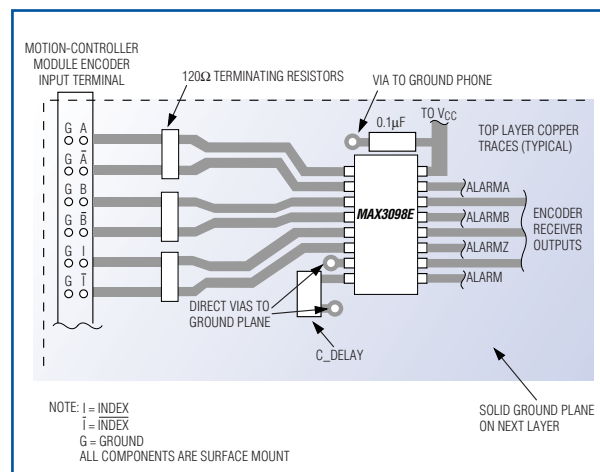 MOTION-CONTROLLER
MODULE ENCODER
INPUT TERMINAL
120Ω TERMINATING RESISTORS
VIA TO GROUND PHONE
TO VCC
0.1µF
TOP LAYER COPPER
TRACES (TYPICAL)
G A
G A̅
G B
G B̅
G I
G I̅
MAX3098E
ALARMA
ALARMB
ALARMZ
ALARM
ENCODER
RECEIVER
OUTPUTS
DIRECT VIAS TO
GROUND PLANE
C_DELAY
SOLID GROUND PLANE
ON NEXT LAYER
NOTE: I = INDEX
I̅ = I̅N̅D̅E̅X̅
G = GROUND
ALL COMPONENTS ARE SURFACE MOUNT